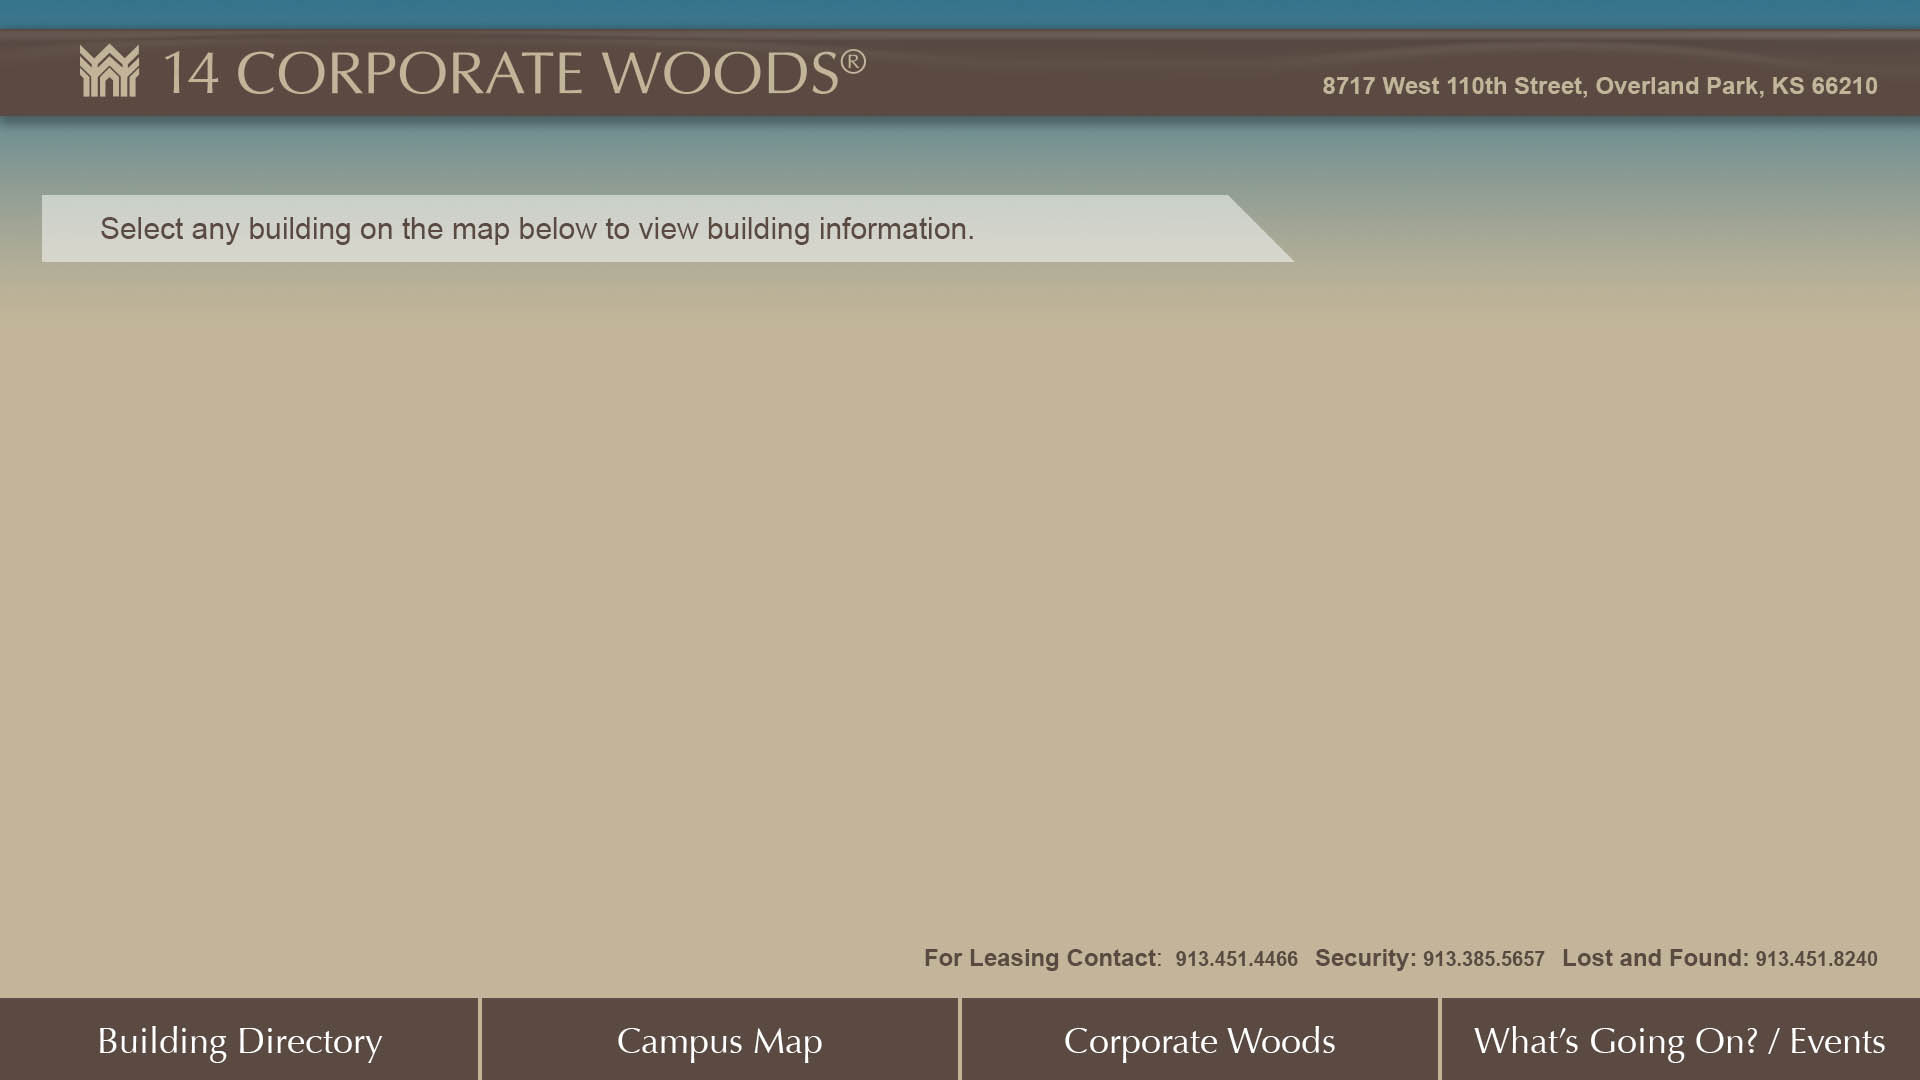 14 CORPORATE WOODS®
8717 West 110th Street, Overland Park, KS 66210
Select any building on the map below to view building information.
For Leasing Contact: 913.451.4466 Security: 913.385.5657 Lost and Found: 913.451.8240
Building Directory
Campus Map
Corporate Woods
What’s Going On? / Events